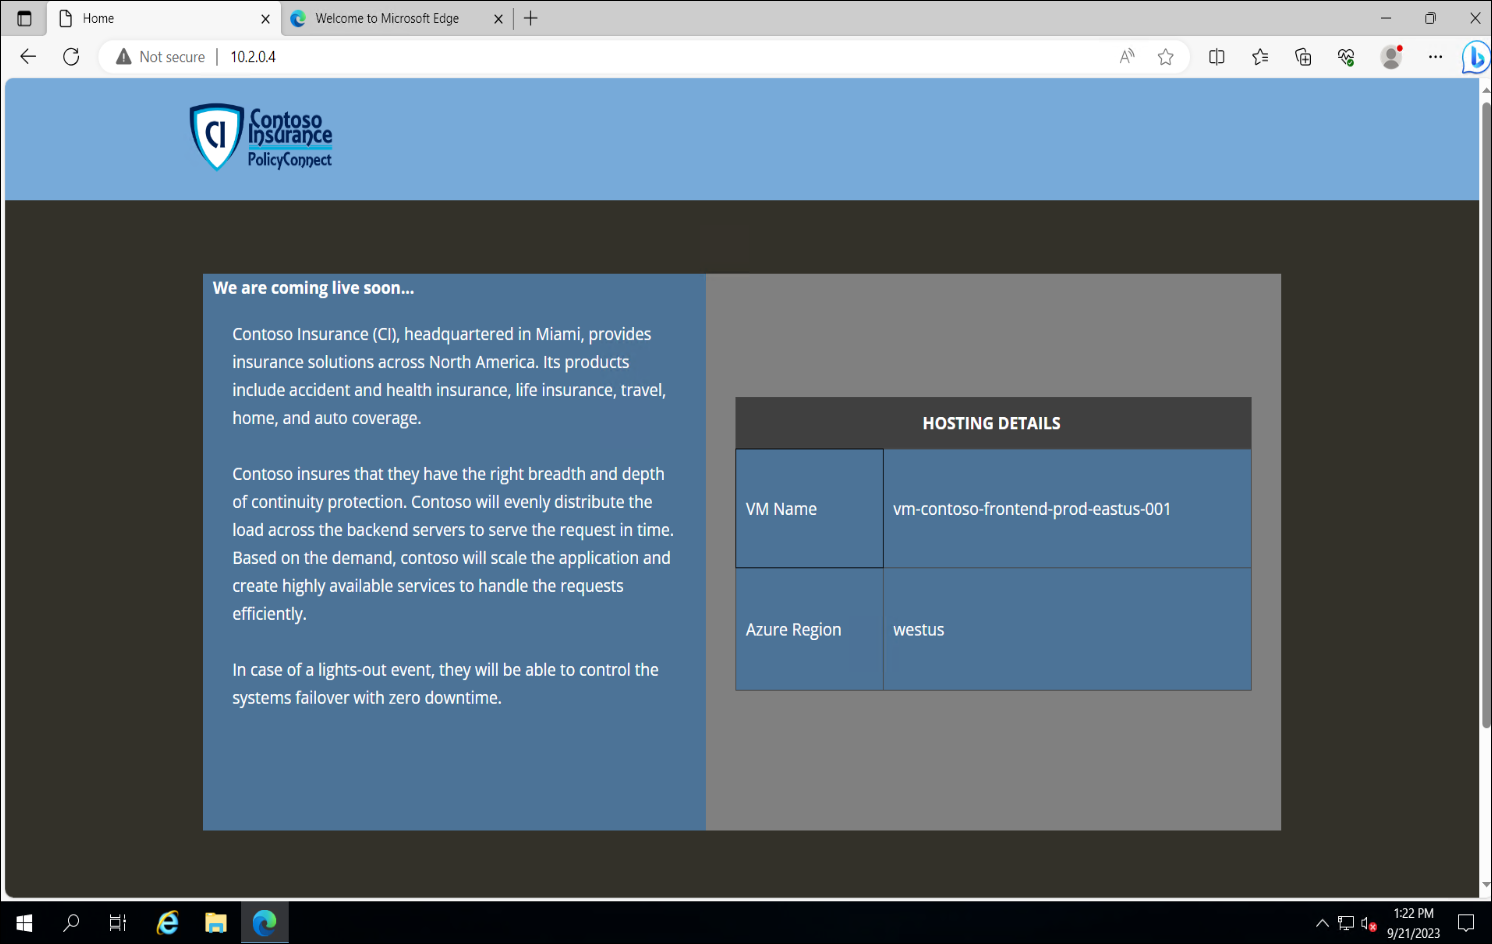 Home
Welcome to Microsoft Edge
Not secure
10.2.0.4
CI
Contoso
Insurance
PolicyConnect
We are coming live soon...
Contoso Insurance (CI), headquartered in Miami, provides
insurance solutions across North America. Its products
include accident and health insurance, life insurance, travel,
home, and auto coverage.
Contoso insures that they have the right breadth and depth
of continuity protection. Contoso will evenly distribute the
load across the backend servers to serve the request in time.
Based on the demand, contoso will scale the application and
create highly available services to handle the requests
efficiently.
In case of a lights-out event, they will be able to control the
systems failover with zero downtime.
HOSTING DETAILS
VM Name
vm-contoso-frontend-prod-eastus-001
Azure Region
westus
1:22 PM
9/21/2023